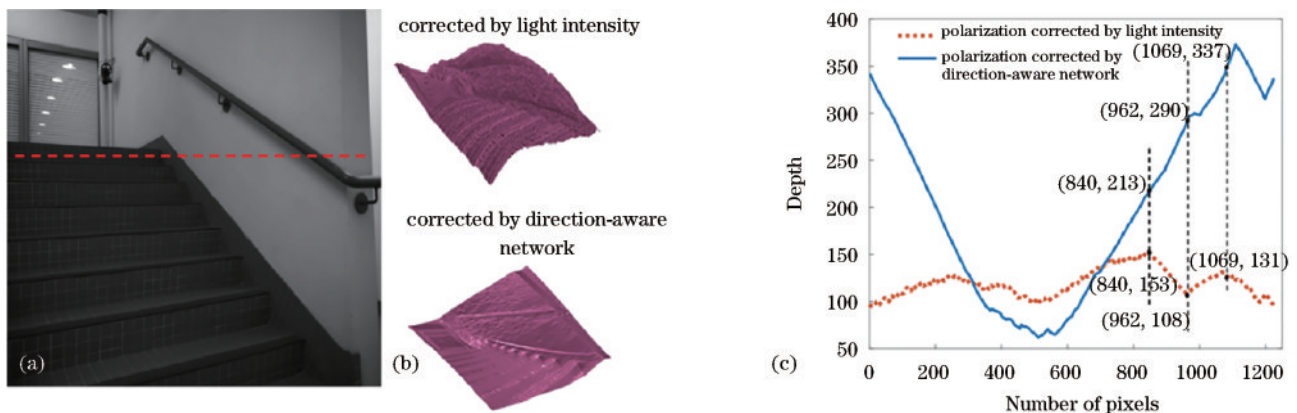 corrected by light intensity
corrected by direction-aware
network
(a)
(b)
400
350
300
250
200
150
100
50
Depth
polarization corrected by light intensity
polarization corrected by
direction-aware network
(1069, 337)
(962, 290)
(840, 213)
(1069, 131)
(840, 153)
(962, 108)
0
200
400
600
800
1000
1200
Number of pixels
(c)